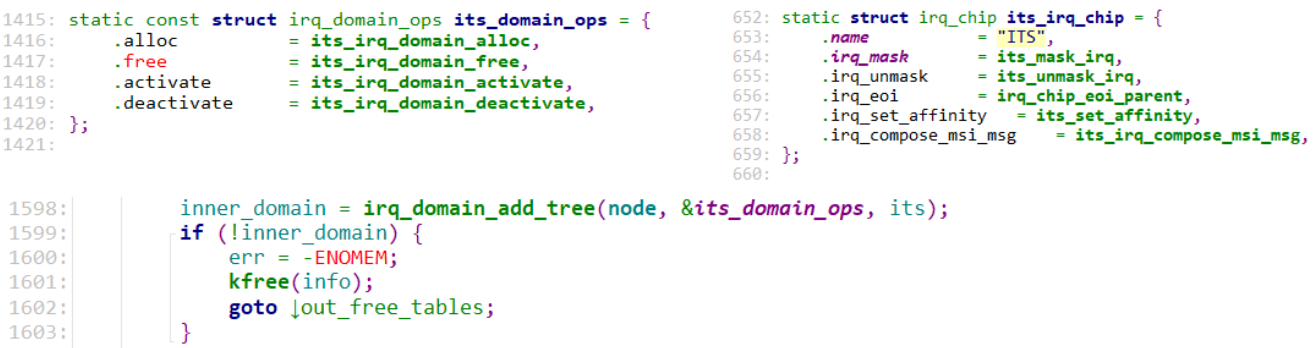 1415: static const struct irq_domain_ops its_domain_ops = {
1416:     .alloc          = its_irq_domain_alloc,
1417:     .free           = its_irq_domain_free,
1418:     .activate       = its_irq_domain_activate,
1419:     .deactivate     = its_irq_domain_deactivate,
1420: };
1421:
652: static struct irq_chip its_irq_chip = {
653:     .name           = "ITS",
654:     .irq_mask       = its_mask_irq,
655:     .irq_unmask     = its_unmask_irq,
656:     .irq_eoi        = irq_chip_eoi_parent,
657:     .irq_set_affinity   = its_set_affinity,
658:     .irq_compose_msi_msg    = its_irq_compose_msi_msg,
659: };
660:
1598:         inner_domain = irq_domain_add_tree(node, &its_domain_ops, its);
1599:         if (!inner_domain) {
1600:             err = -ENOMEM;
1601:             kfree(info);
1602:             goto ↓out_free_tables;
1603:         }